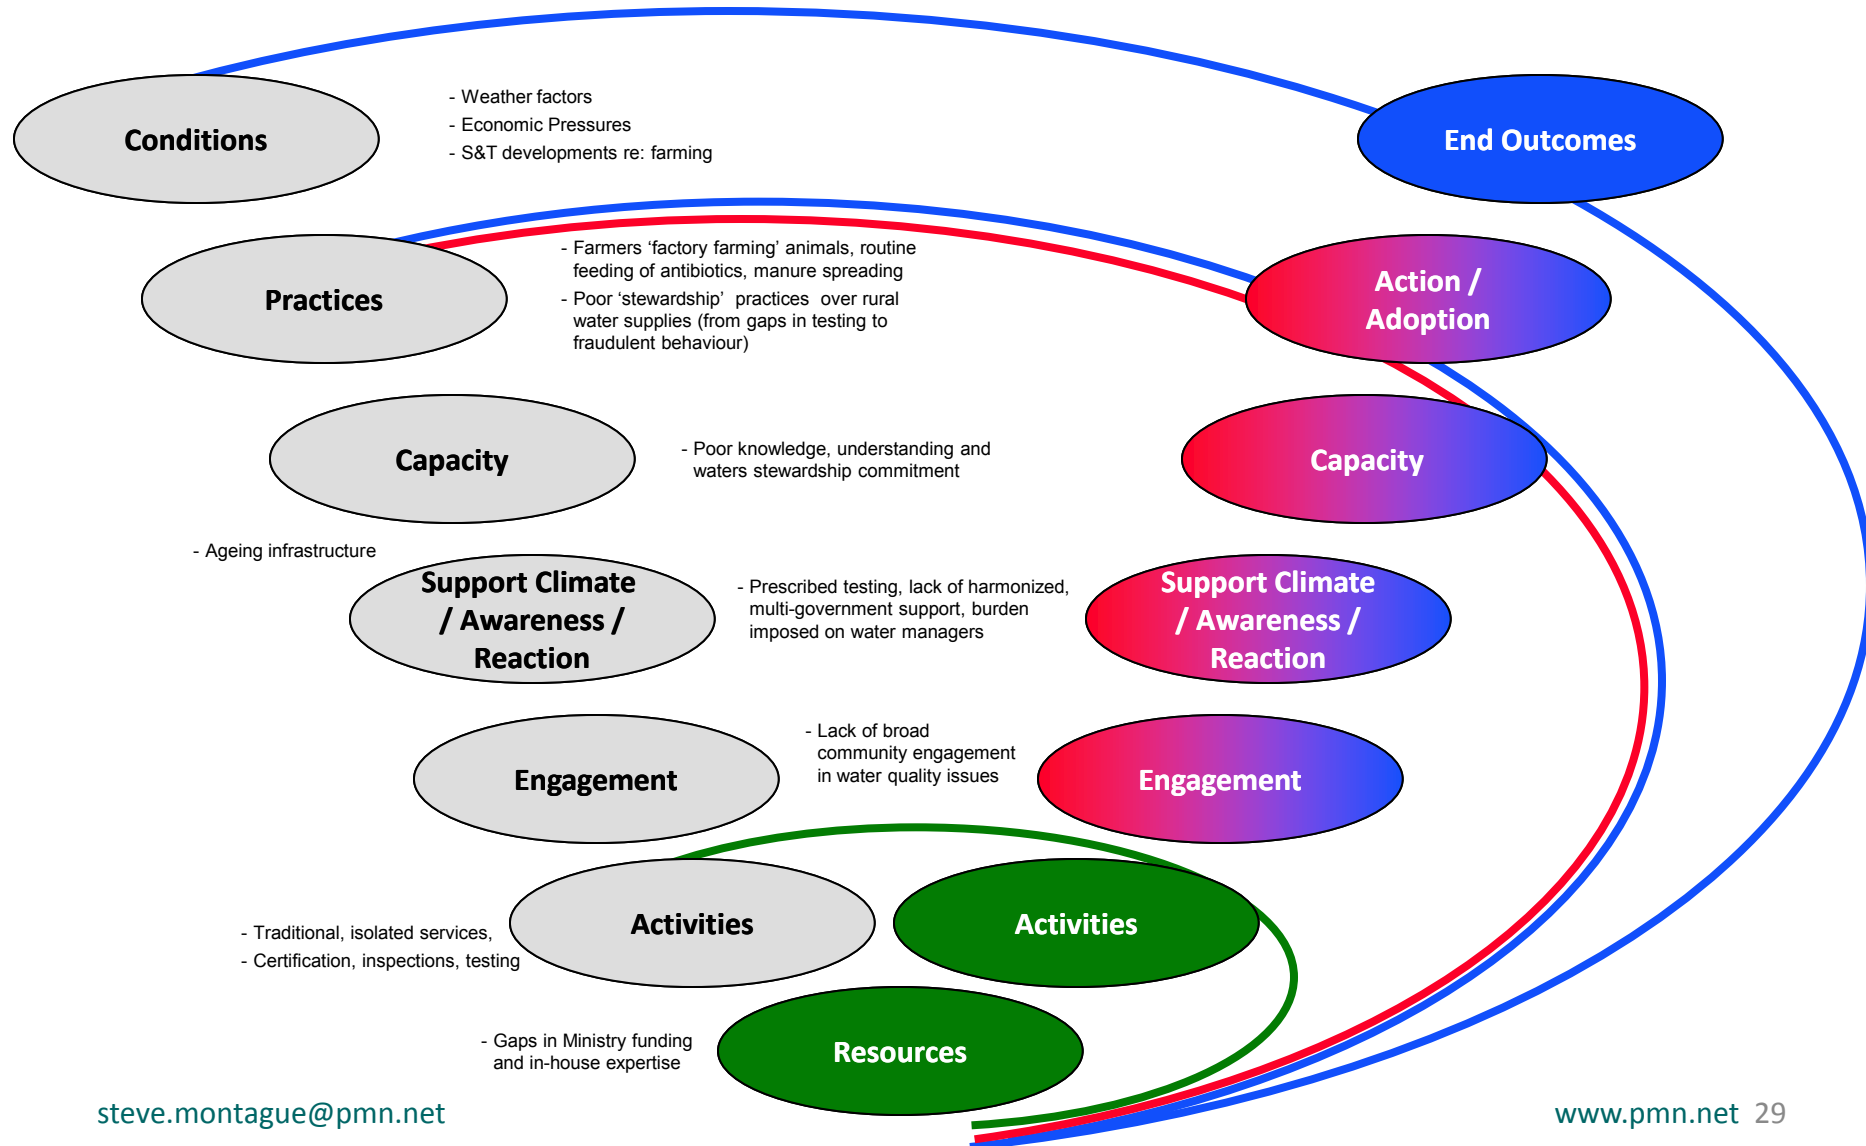 Conditions
- Weather factors
- Economic Pressures
- S&T developments re: farming
End Outcomes
Practices
- Farmers ‘factory farming’ animals, routine
feeding of antibiotics, manure spreading
- Poor ‘stewardship’ practices over rural
water supplies (from gaps in testing to
fraudulent behaviour)
Action /
Adoption
Capacity
- Poor knowledge, understanding and
waters stewardship commitment
Capacity
- Ageing infrastructure
Support Climate
/ Awareness /
Reaction
- Prescribed testing, lack of harmonized,
multi-government support, burden
imposed on water managers
Support Climate
/ Awareness /
Reaction
Engagement
- Lack of broad
community engagement
in water quality issues
Engagement
- Traditional, isolated services,
- Certification, inspections, testing
Activities
Activities
- Gaps in Ministry funding
and in-house expertise
Resources
steve.montague@pmn.net
www.pmn.net 29